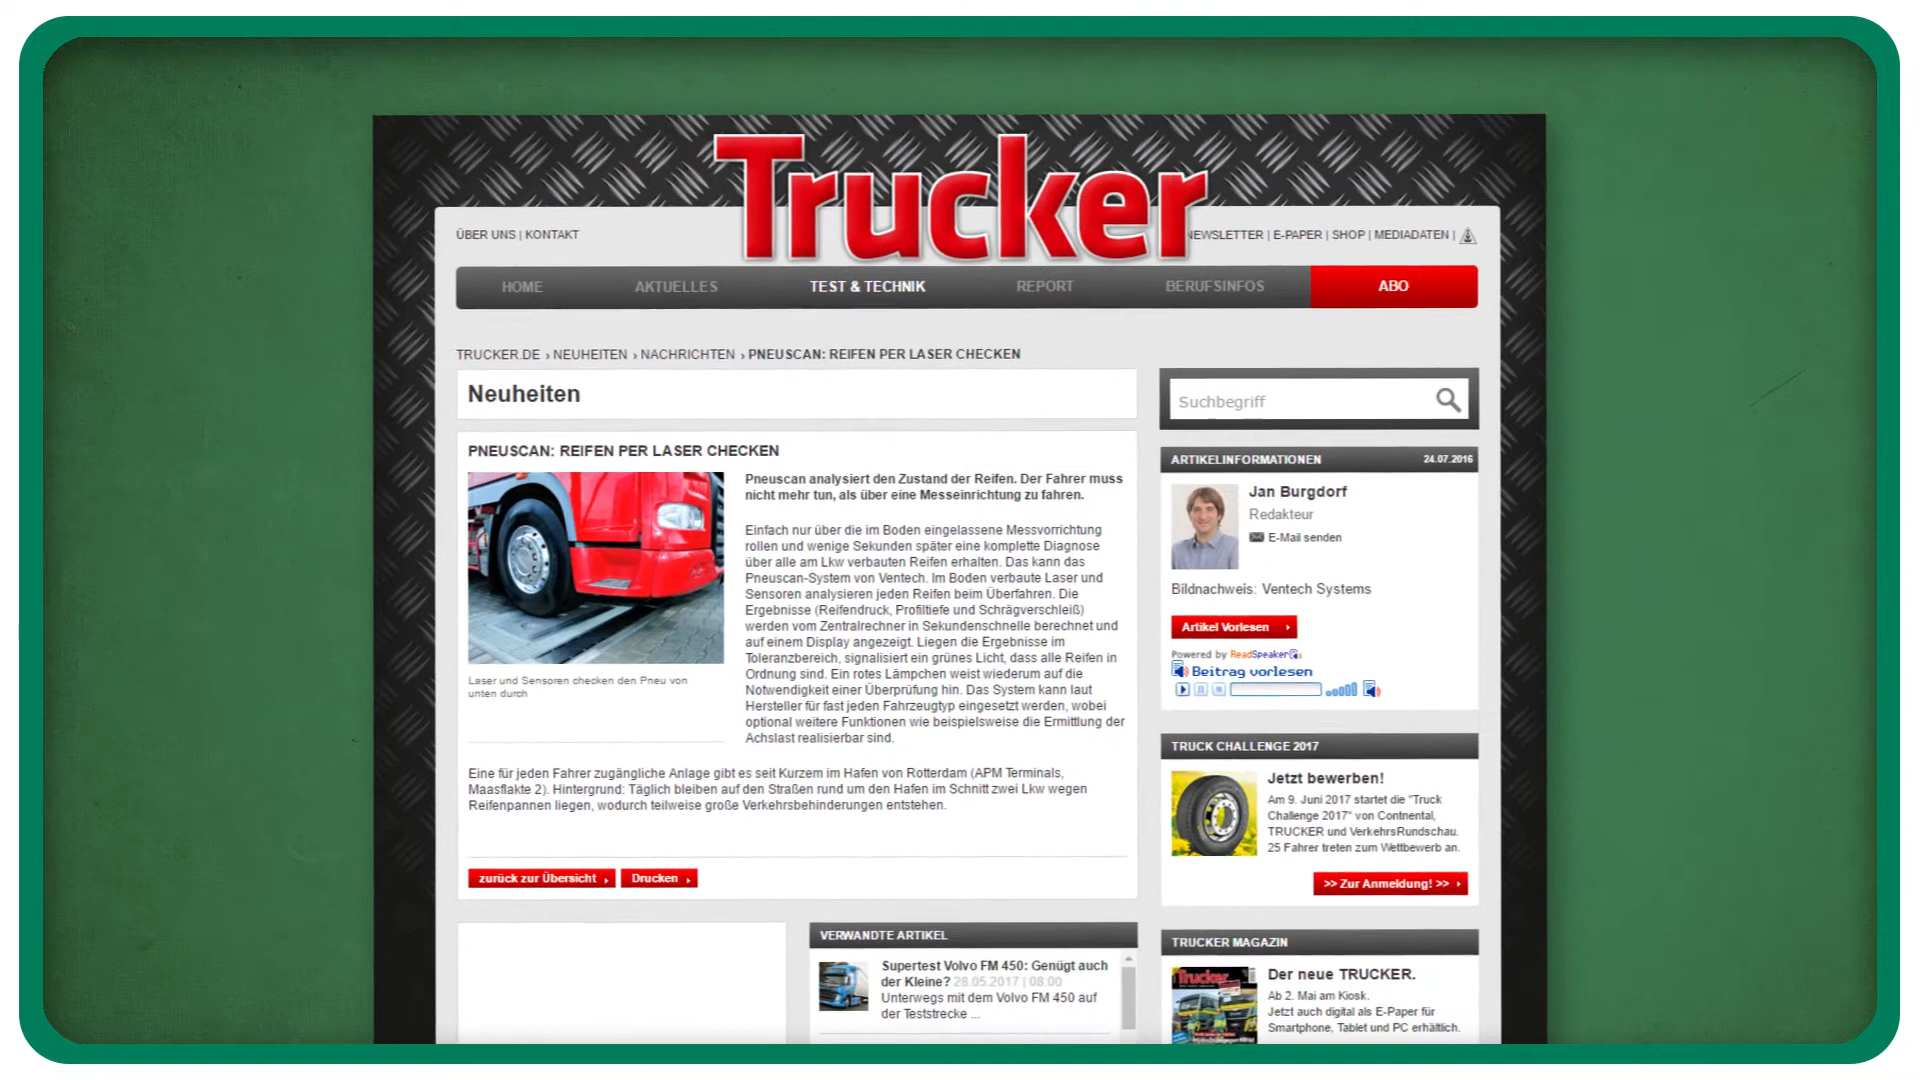 Trucker
ÜBER UNS | KONTAKT
NEWSLETTER | E-PAPER | SHOP | MEDIADATEN |
HOME
AKTUELLES
TEST & TECHNIK
REPORT
BERUFSINFOS
ABO
TRUCKER.DE › NEUHEITEN › NACHRICHTEN › PNEUSCAN: REIFEN PER LASER CHECKEN
Neuheiten
PNEUSCAN: REIFEN PER LASER CHECKEN
Pneuscan analysiert den Zustand der Reifen. Der Fahrer muss
nicht mehr tun, als über eine Messeinrichtung zu fahren.
Einfach nur über die im Boden eingelassene Messvorrichtung
rollen und wenige Sekunden später eine komplette Diagnose
über alle am Lkw verbauten Reifen erhalten. Das kann das
Pneuscan-System von Ventech. Im Boden verbaute Laser und
Sensoren analysieren jeden Reifen beim Überfahren. Die
Ergebnisse (Reifendruck, Profiltiefe und Schrägverschleiß)
werden vom Zentralrechner in Sekundenschnelle berechnet und
auf einem Display angezeigt. Liegen die Ergebnisse im
Toleranzbereich, signalisiert ein grünes Licht, dass alle Reifen in
Ordnung sind. Ein rotes Lämpchen weist wiederum auf die
Notwendigkeit einer Überprüfung hin. Das System kann laut
Hersteller für fast jeden Fahrzeugtyp eingesetzt werden, wobei
optional weitere Funktionen wie beispielsweise die Ermittlung der
Achslast realisierbar sind.
Laser und Sensoren checken den Pneu von
unten durch
Eine für jeden Fahrer zugängliche Anlage gibt es seit Kurzem im Hafen von Rotterdam (APM Terminals,
Maasflakte 2). Hintergrund: Täglich bleiben auf den Straßen rund um den Hafen im Schnitt zwei Lkw wegen
Reifenpannen liegen, wodurch teilweise große Verkehrsbehinderungen entstehen.
zurück zur Übersicht ›
Drucken ›
VERWANDTE ARTIKEL
Supertest Volvo FM 450: Genügt auch
der Kleine? 28.05.2017 | 08:00
Unterwegs mit dem Volvo FM 450 auf
der Teststrecke ...
Suchbegriff
ARTIKELINFORMATIONEN
24.07.2016
Jan Burgdorf
Redakteur
E-Mail senden
Bildnachweis: Ventech Systems
Artikel Vorlesen ›
Powered by ReadSpeaker
Beitrag vorlesen
TRUCK CHALLENGE 2017
Jetzt bewerben!
Am 9. Juni 2017 startet die "Truck
Challenge 2017" von Contnental,
TRUCKER und VerkehrsRundschau.
25 Fahrer treten zum Wettbewerb an.
>> Zur Anmeldung! >> ›
TRUCKER MAGAZIN
Trucker
Der neue TRUCKER.
Ab 2. Mai am Kiosk.
Jetzt auch digital als E-Paper für
Smartphone, Tablet und PC erhältlich.